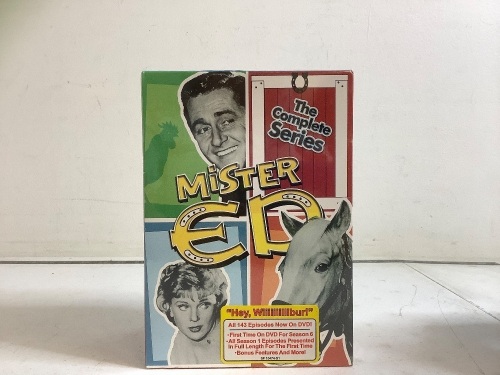 The
Complete
Series
MiSTER
ED
"Hey, Willlllllllbur!"
All 143 Episodes Now On DVD!
•First Time On DVD For Season 6
•All Season 1 Episodes Presented
In Full Length For The First Time
•Bonus Features And More!